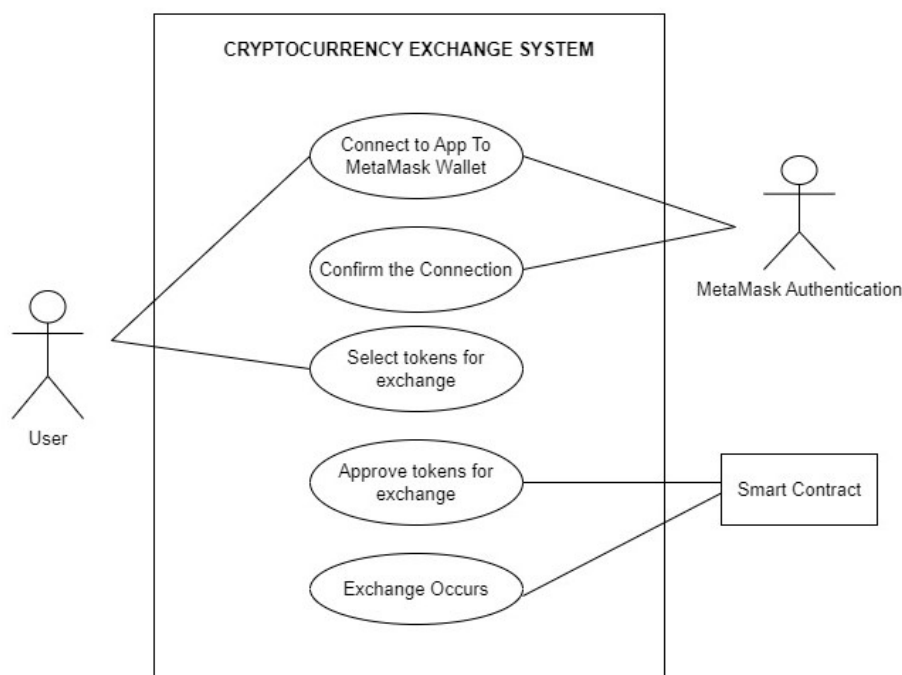 CRYPTOCURRENCY EXCHANGE SYSTEM
Connect to App To
MetaMask Wallet
MetaMask Authentication
Confirm the Connection
User
Select tokens for
exchange
Approve tokens for
exchange
Smart Contract
Exchange Occurs